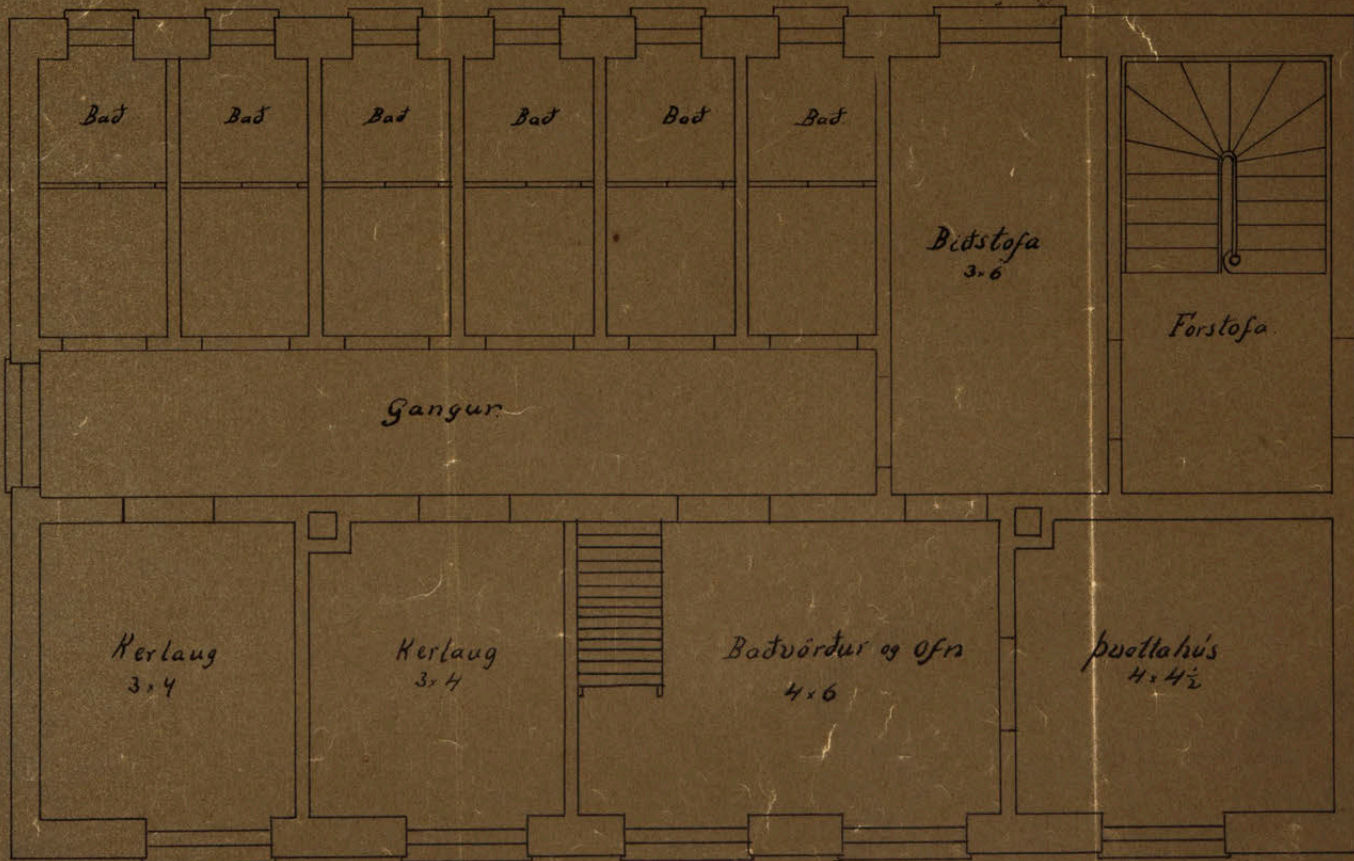 Bað
Bað
Bað
Bað
Bað
Bað
Biðstofa
3 x 6
Forstofa
Gangur
Kerlaug
3 x 4
Kerlaug
3 x 4
Baðvörður og Ofn
4 x 6
Þvottahús
4 x 4½